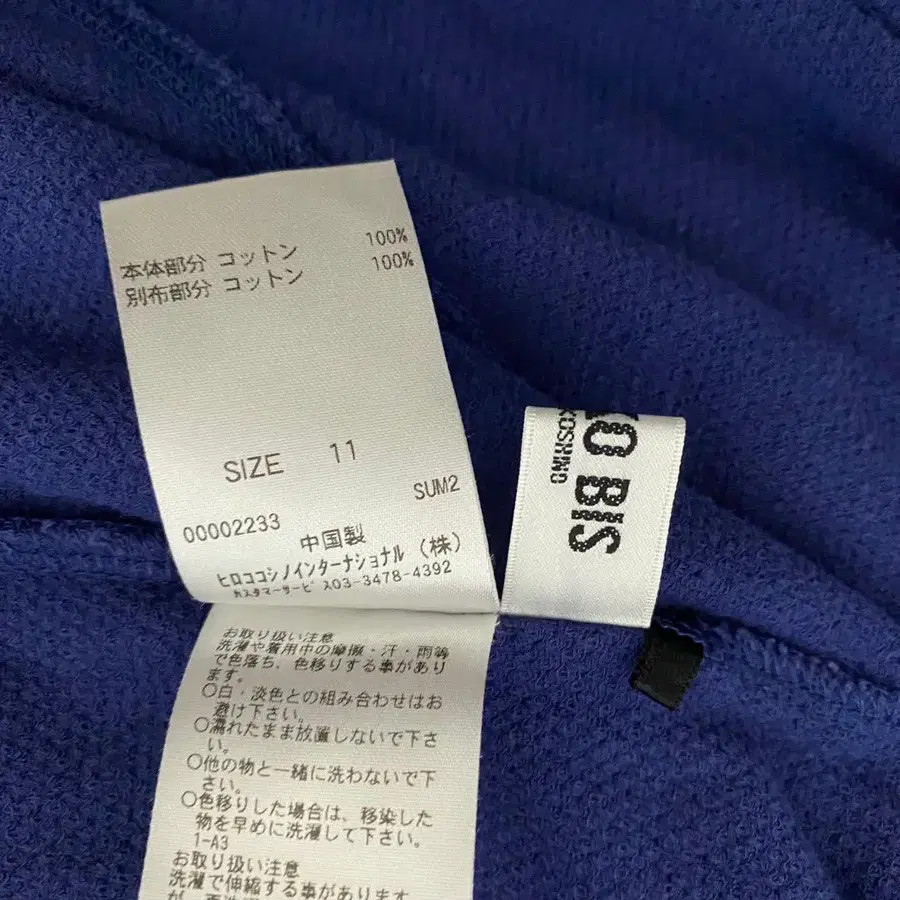 本体部分 コットン 100%
別布部分 コットン 100%
SIZE 11
SUM2
00002233
中国製
ヒロココシノインターナショナル(株)
カスタマーサービス03-3478-4392
KO BIS
KOSHINO
お取り扱い注意
洗濯や着用中の摩擦・汗・雨等
で色落ち、色移りする事があり
ます。
○白・淡色との組み合わせはお
避け下さい。
○濡れたまま放置しないで下さ
い。
○他の物と一緒に洗わないで下
さい。
○色移りした場合は、移染した
物を早めに洗濯して下さい。
1-A3
お取り扱い注意
洗濯で伸縮する事があります